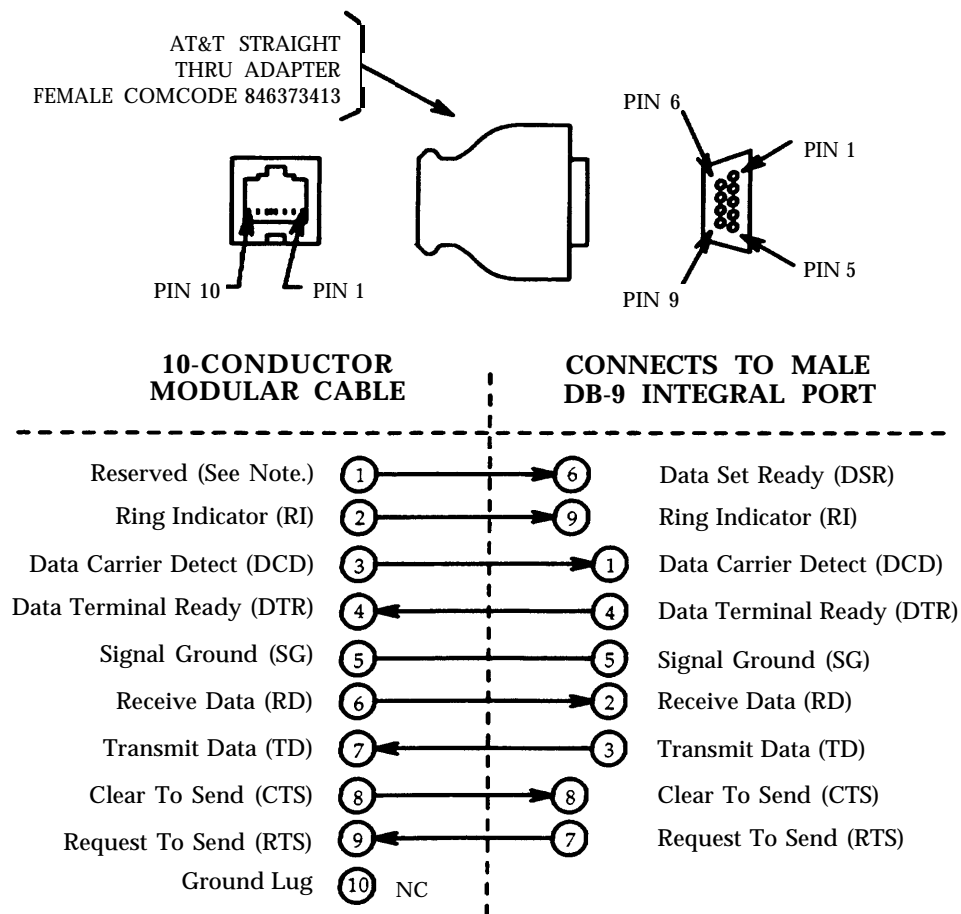 AT&T STRAIGHT
THRU ADAPTER
FEMALE COMCODE 846373413
PIN 6
PIN 1
PIN 10
PIN 1
PIN 5
PIN 9
10-CONDUCTOR
MODULAR CABLE
CONNECTS TO MALE
DB-9 INTEGRAL PORT
Reserved (See Note.) 1 6 Data Set Ready (DSR)
Ring Indicator (RI) 2 9 Ring Indicator (RI)
Data Carrier Detect (DCD) 3 1 Data Carrier Detect (DCD)
Data Terminal Ready (DTR) 4 4 Data Terminal Ready (DTR)
Signal Ground (SG) 5 5 Signal Ground (SG)
Receive Data (RD) 6 2 Receive Data (RD)
Transmit Data (TD) 7 3 Transmit Data (TD)
Clear To Send (CTS) 8 8 Clear To Send (CTS)
Request To Send (RTS) 9 7 Request To Send (RTS)
Ground Lug 10 NC